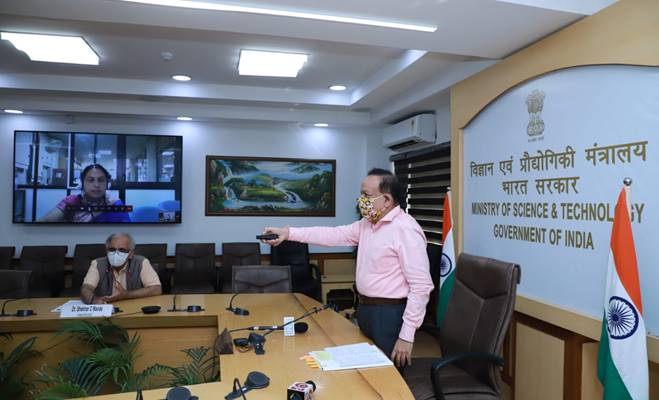 विज्ञान एवं प्रौद्योगिकी मंत्रालय
भारत सरकार
MINISTRY OF SCIENCE & TECHNOLOGY
GOVERNMENT OF INDIA
Dr. Shekhar C Mande